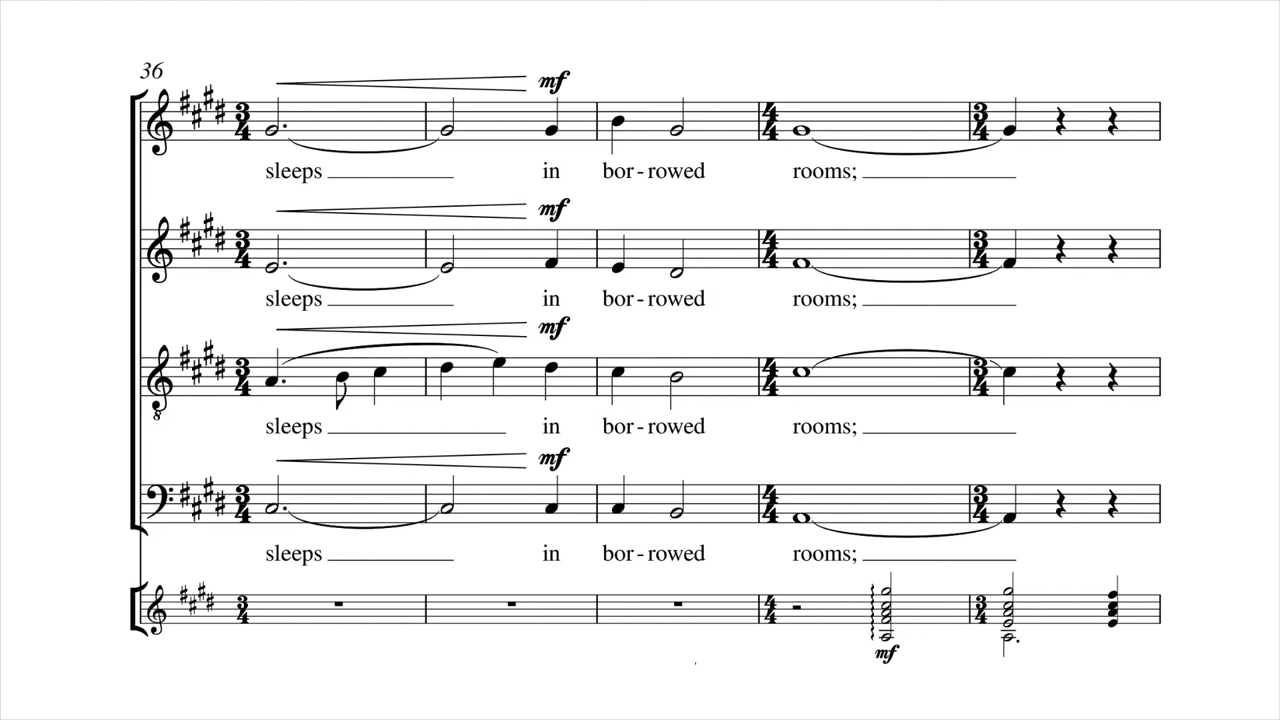 36
mf
sleeps in bor - rowed rooms;
mf
sleeps in bor - rowed rooms;
mf
sleeps in bor - rowed rooms;
mf
sleeps in bor - rowed rooms;
mf